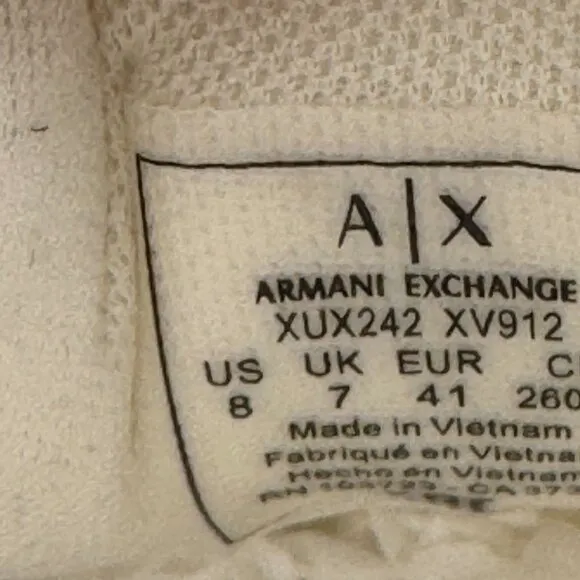 A|X
ARMANI EXCHANGE
XUX242 XV912
US UK EUR
8 7 41 260
Made in Vietnam
Fabriqué en
Hecho en Vietnam